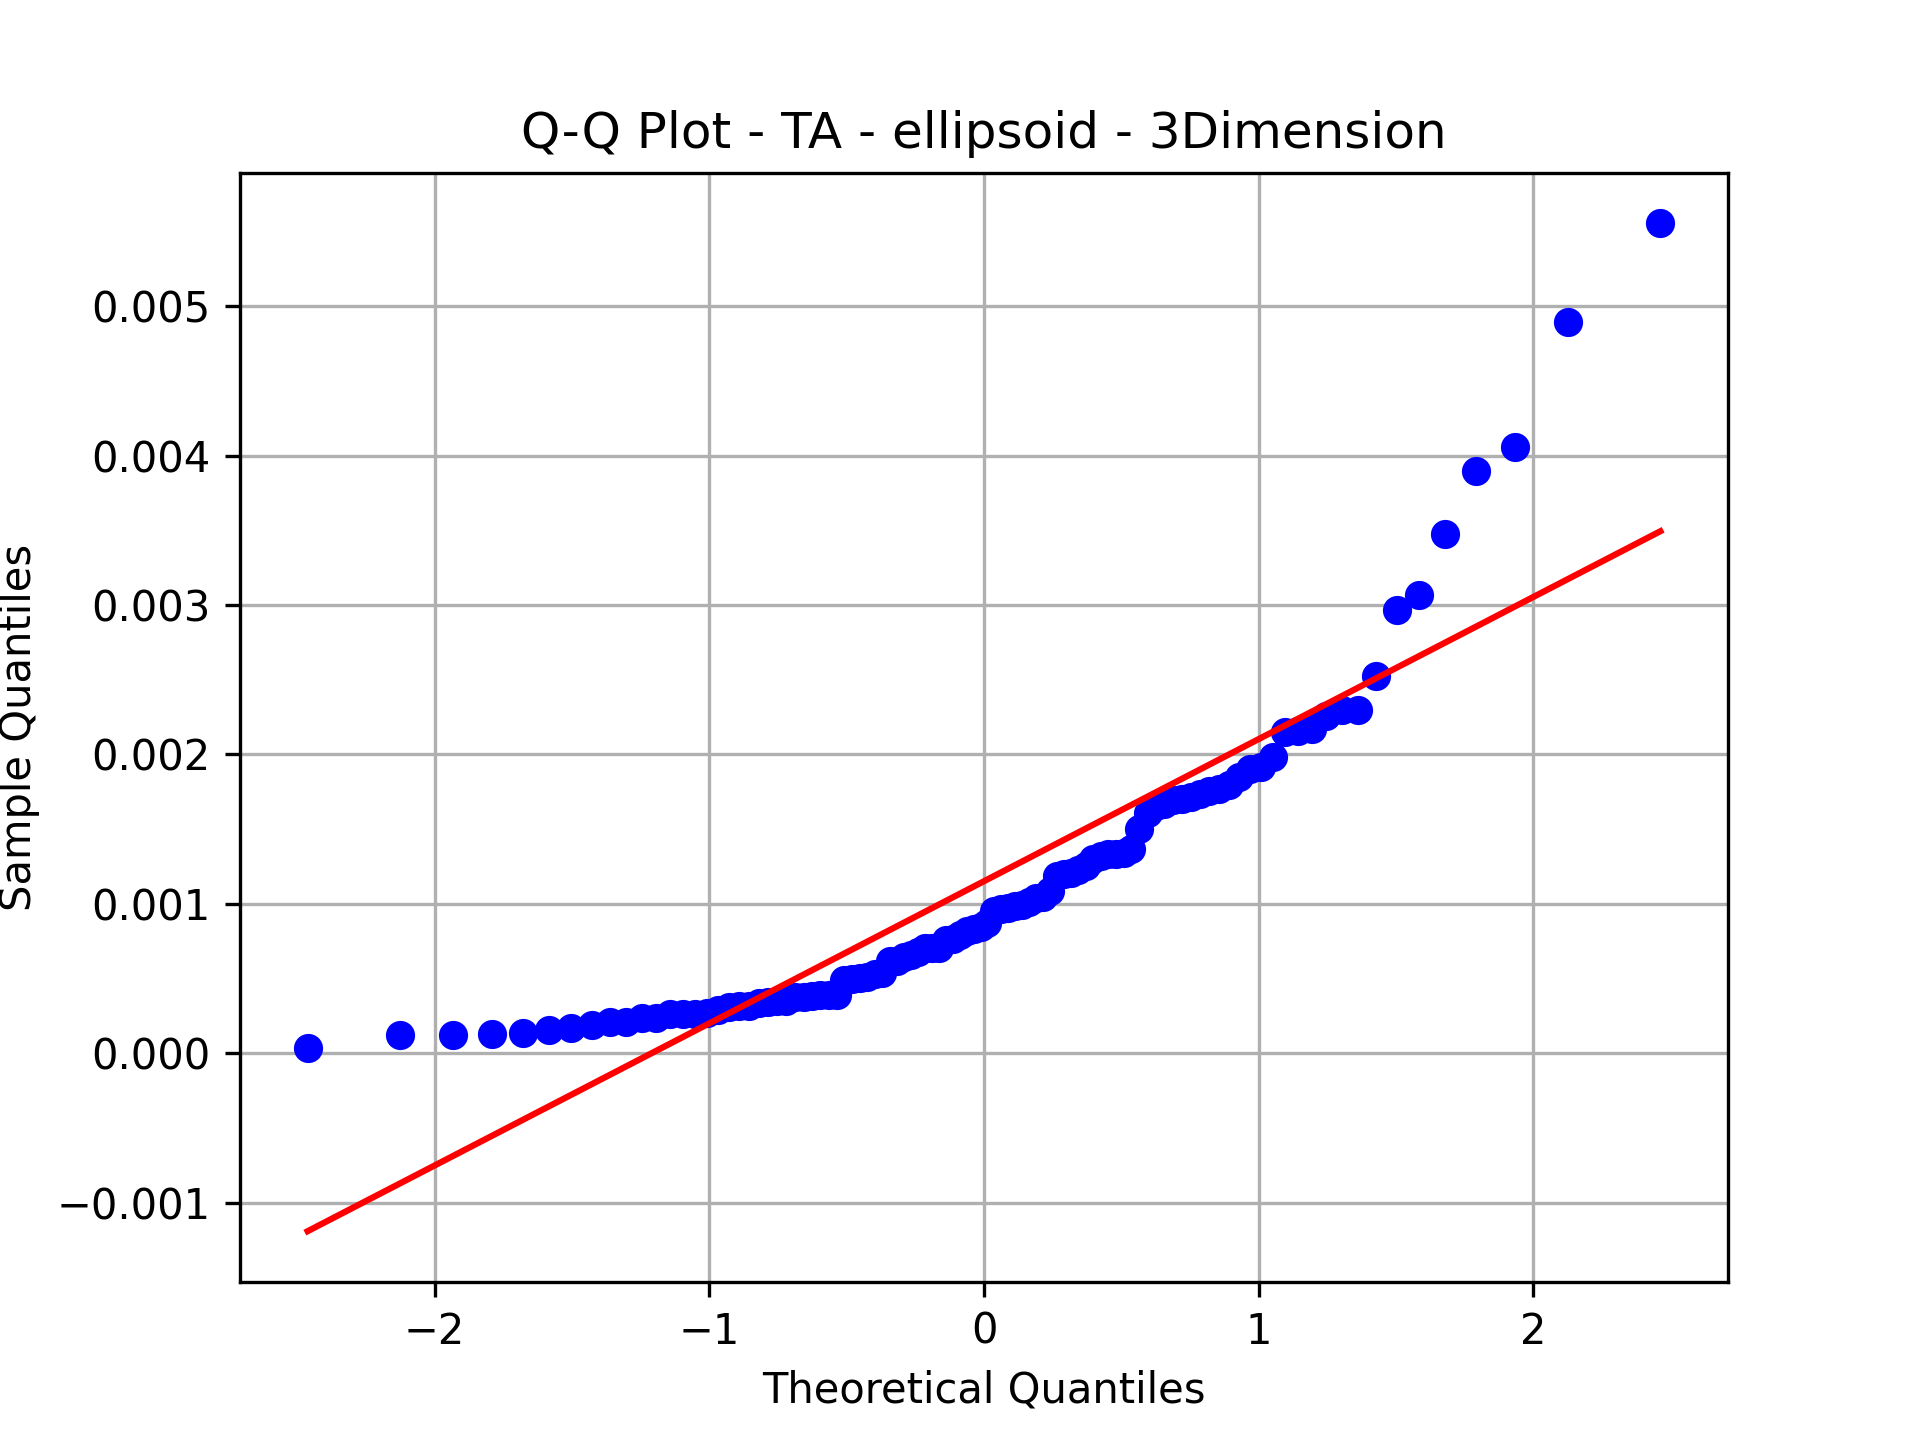 Q-Q Plot - TA - ellipsoid - 3Dimension
Sample Quantiles
0.005
0.004
0.003
0.002
0.001
0.000
−0.001
−2 −1 0 1 2
Theoretical Quantiles